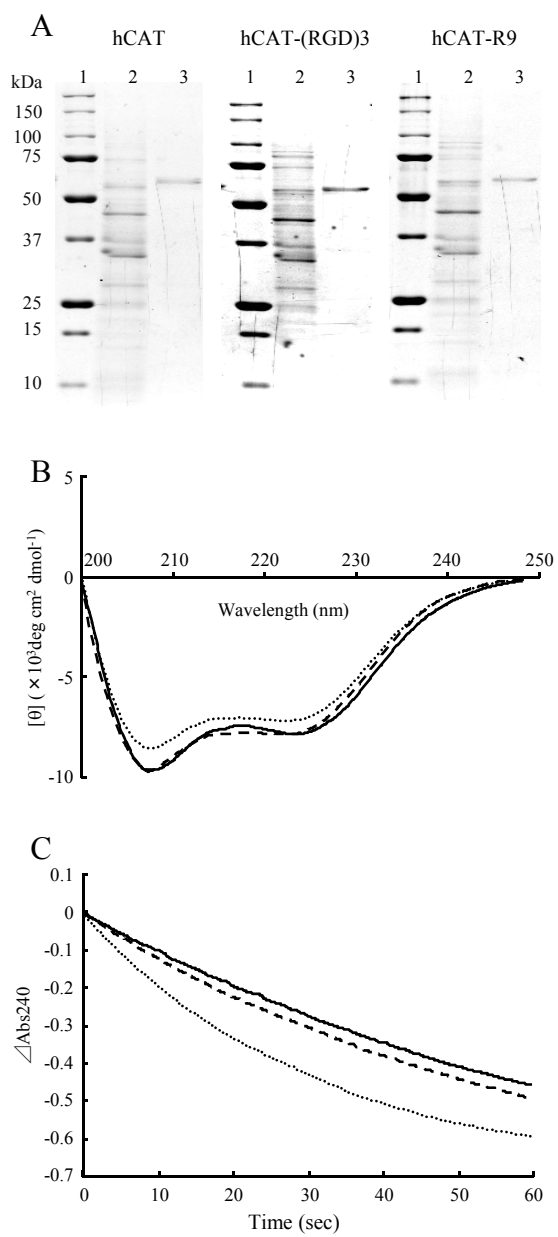 A
hCAT hCAT-(RGD)3 hCAT-R9
kDa 1 2 3 1 2 3 1 2 3
150
100
75
50
37
25
15
10
B
5
0
-5
-10
200 210 220 230 240 250
Wavelength (nm)
[θ] (×10³deg cm² dmol⁻¹)
C
0.1
0
-0.1
-0.2
-0.3
-0.4
-0.5
-0.6
-0.7
⊿Abs240
0 10 20 30 40 50 60
Time (sec)